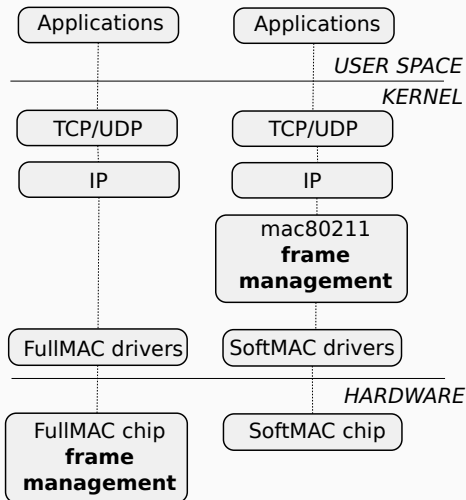 Applications
Applications
USER SPACE
KERNEL
TCP/UDP
TCP/UDP
IP
IP
mac80211
frame
management
FullMAC drivers
SoftMAC drivers
HARDWARE
FullMAC chip
frame
management
SoftMAC chip